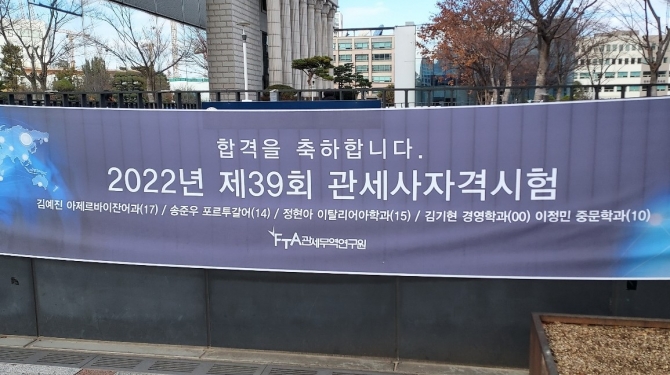 합격을 축하합니다.
2022년 제39회 관세사자격시험
김예진 아제르바이잔어과(17) / 송준우 포르투갈어(14) / 정현아 이탈리어아학과(15) / 김기현 경영학과(00) 이정민 중문학과(10)
FTA관세무역연구원